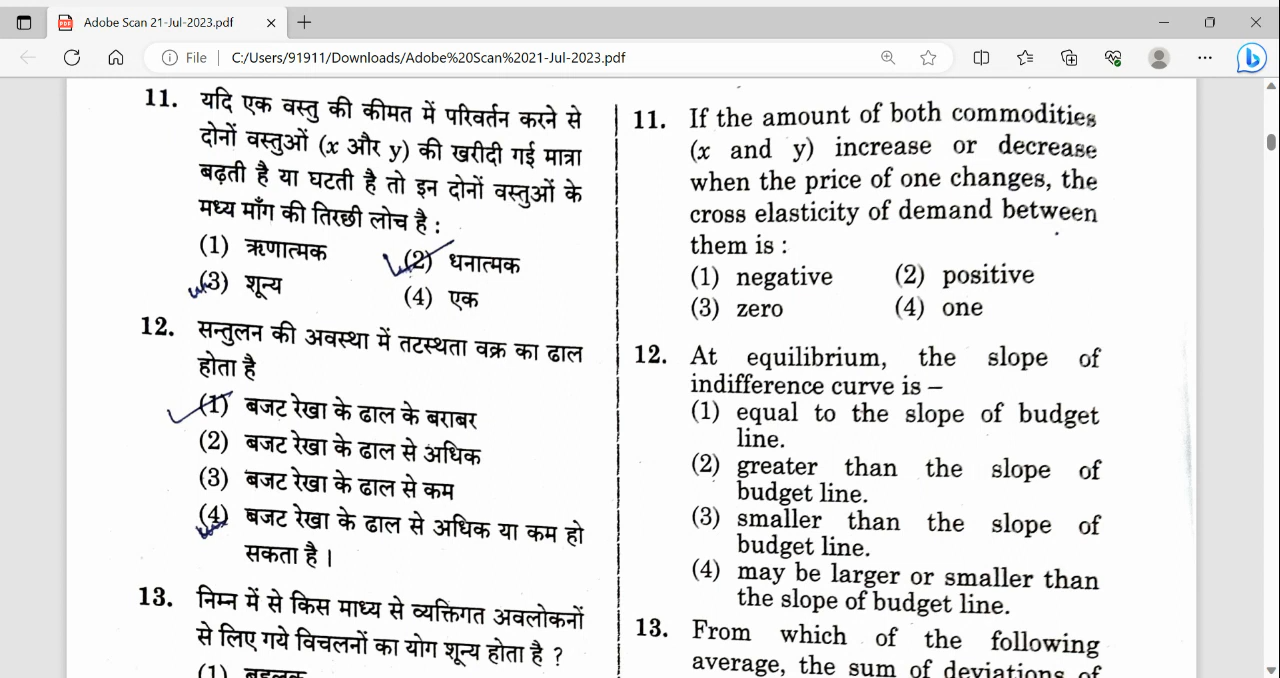 Adobe Scan 21-Jul-2023.pdf
File C:/Users/91911/Downloads/Adobe%20Scan%2021-Jul-2023.pdf
11. यदि एक वस्तु की कीमत में परिवर्तन करने से
दोनों वस्तुओं (x और y) की खरीदी गई मात्रा
बढ़ती है या घटती है तो इन दोनों वस्तुओं के
मध्य माँग की तिरछी लोच है :
(1) ऋणात्मक (2) धनात्मक
(3) शून्य (4) एक
12. सन्तुलन की अवस्था में तटस्थता वक्र का ढाल
होता है
(1) बजट रेखा के ढाल के बराबर
(2) बजट रेखा के ढाल से अधिक
(3) बजट रेखा के ढाल से कम
(4) बजट रेखा के ढाल से अधिक या कम हो
सकता है ।
13. निम्न में से किस माध्य से व्यक्तिगत अवलोकनों
से लिए गये विचलनों का योग शून्य होता है ?
(1) बहुलक
11. If the amount of both commodities
(x and y) increase or decrease
when the price of one changes, the
cross elasticity of demand between
them is :
(1) negative (2) positive
(3) zero (4) one
12. At equilibrium, the slope of
indifference curve is –
(1) equal to the slope of budget
line.
(2) greater than the slope of
budget line.
(3) smaller than the slope of
budget line.
(4) may be larger or smaller than
the slope of budget line.
13. From which of the following
average, the sum of deviations of